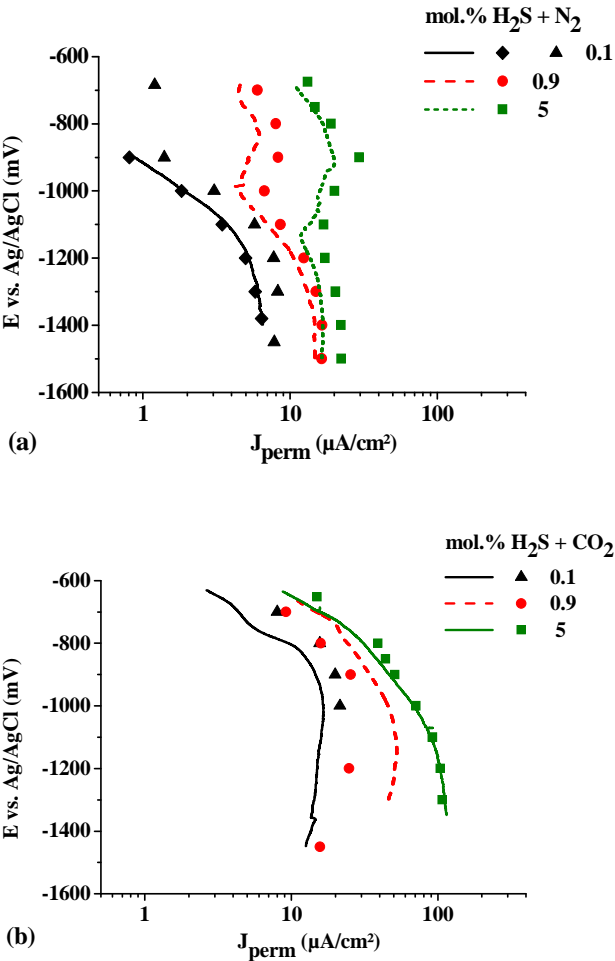 mol.% H₂S + N₂
0.1
0.9
5
-600
-800
-1000
-1200
-1400
-1600
E vs. Ag/AgCl (mV)
1 10 100
(a) J_perm (µA/cm²)
mol.% H₂S + CO₂
0.1
0.9
5
-600
-800
-1000
-1200
-1400
-1600
E vs. Ag/AgCl (mV)
1 10 100
(b) J_perm (µA/cm²)